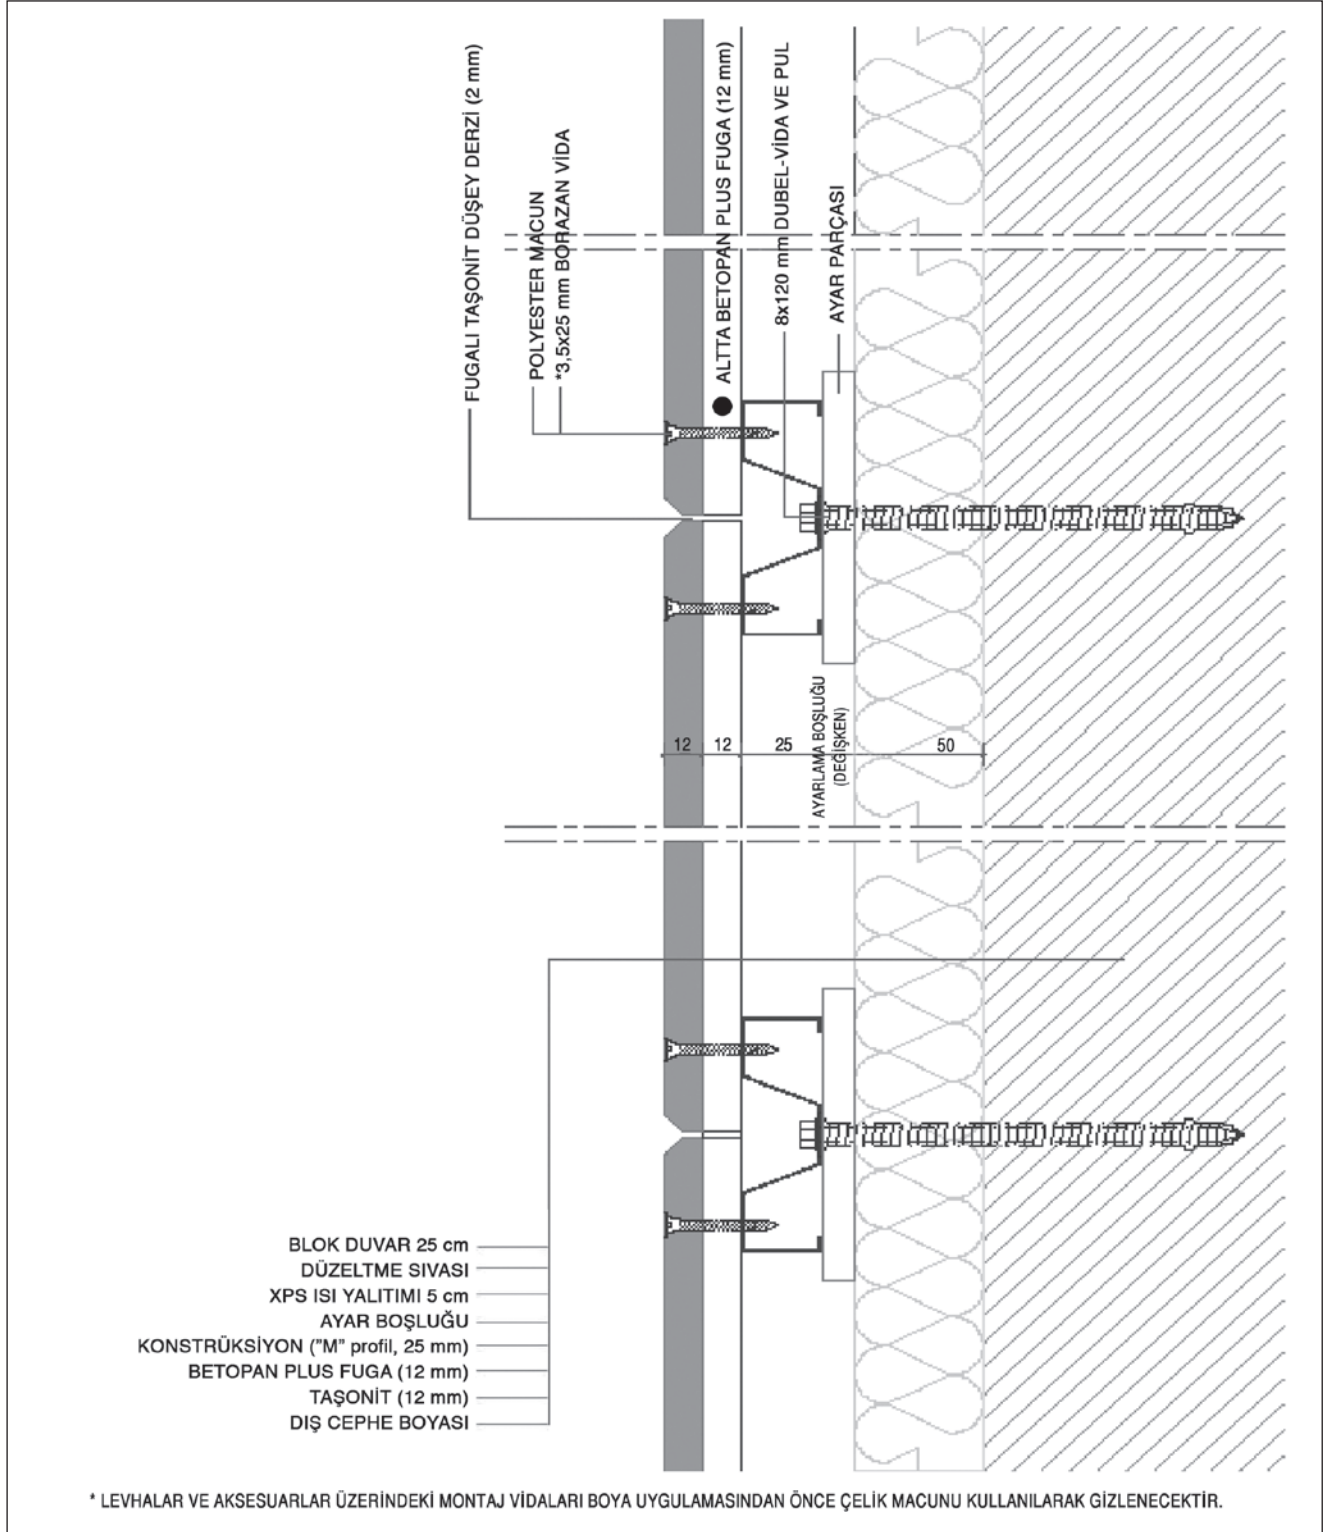 FUGALI TAŞONİT DÜŞEY DERZİ (2 mm)
POLYESTER MACUN
*3,5x25 mm BORAZAN VİDA
ALTTA BETOPAN PLUS FUGA (12 mm)
8x120 mm DUBEL-VİDA VE PUL
AYAR PARÇASI
12
12
25
AYARLAMA BOŞLUĞU
(DEĞİŞKEN)
50
BLOK DUVAR 25 cm
DÜZELTME SIVASI
XPS ISI YALITIMI 5 cm
AYAR BOŞLUĞU
KONSTRÜKSİYON ("M" profil, 25 mm)
BETOPAN PLUS FUGA (12 mm)
TAŞONİT (12 mm)
DIŞ CEPHE BOYASI
* LEVHALAR VE AKSESUARLAR ÜZERİNDEKİ MONTAJ VİDALARI BOYA UYGULAMASINDAN ÖNCE ÇELİK MACUNU KULLANILARAK GİZLENECEKTİR.